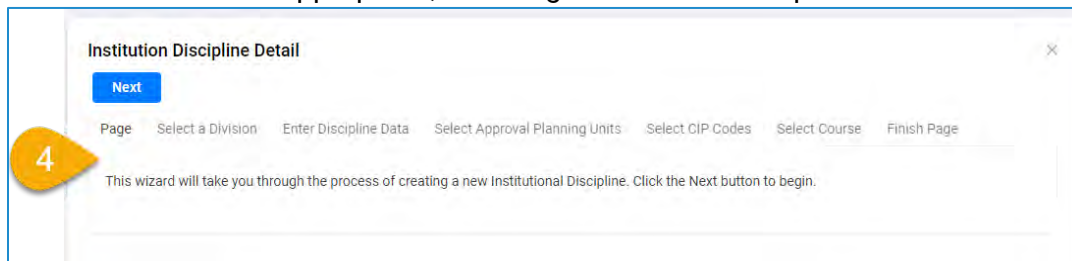 Institution Discipline Detail
Next
Page Select a Division Enter Discipline Data Select Approval Planning Units Select CIP Codes Select Course Finish Page
4
This wizard will take you through the process of creating a new Institutional Discipline. Click the Next button to begin.